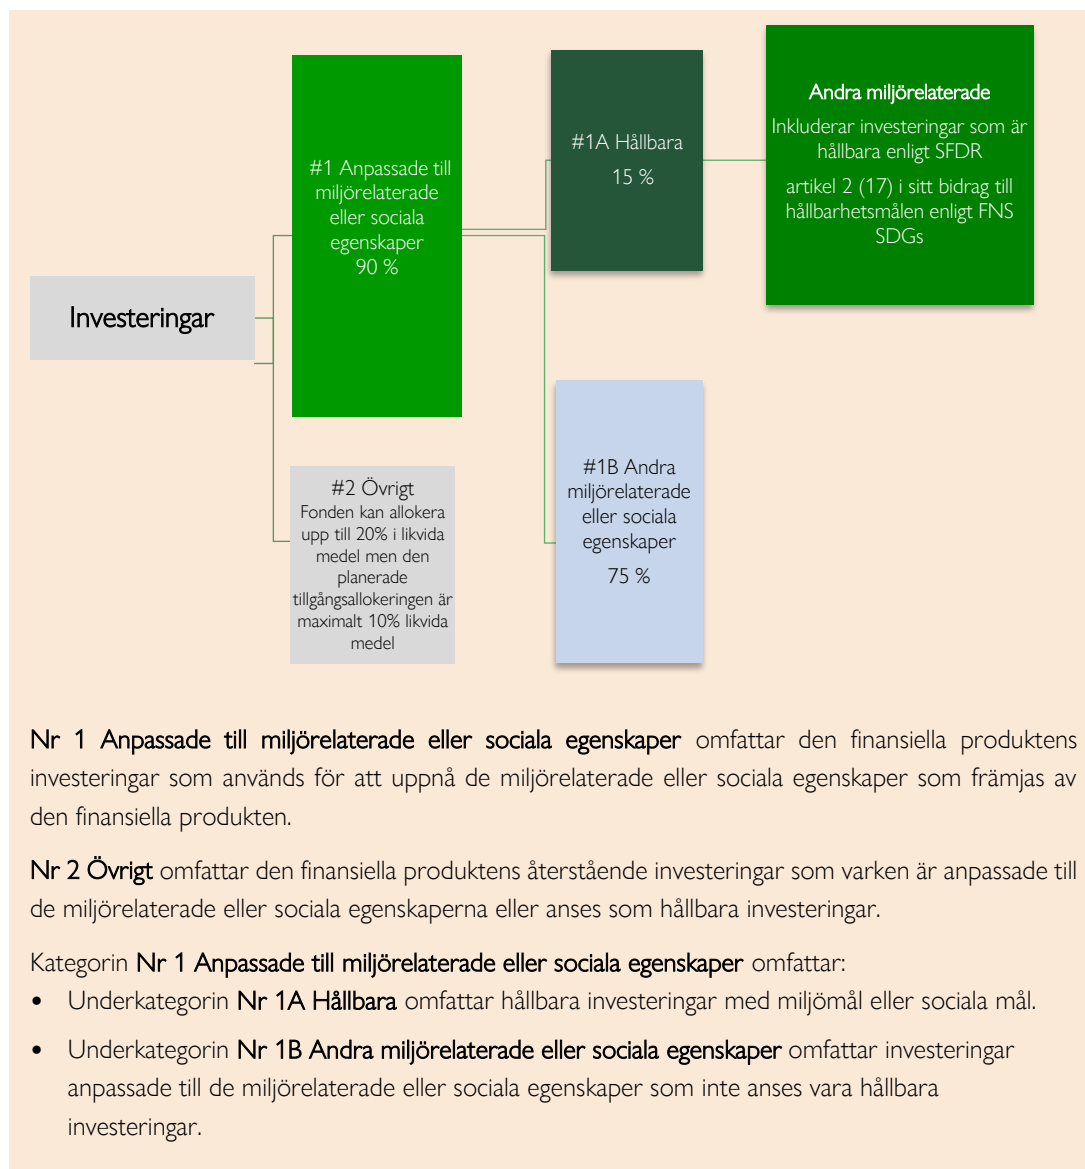 Investeringar
#1 Anpassade till
miljörelaterade
eller sociala
egenskaper
90 %
#2 Övrigt
Fonden kan allokera
upp till 20% i likvida
medel men den
planerade
tillgångsallokeringen är
maximalt 10% likvida
medel
#1A Hållbara
15 %
#1B Andra
miljörelaterade
eller sociala
egenskaper
75 %
Andra miljörelaterade
Inkluderar investeringar som är
hållbara enligt SFDR
artikel 2 (17) i sitt bidrag till
hållbarhetsmålen enligt FNS
SDGs
Nr 1 Anpassade till miljörelaterade eller sociala egenskaper omfattar den finansiella produktens
investeringar som används för att uppnå de miljörelaterade eller sociala egenskaper som främjas av
den finansiella produkten.
Nr 2 Övrigt omfattar den finansiella produktens återstående investeringar som varken är anpassade till
de miljörelaterade eller sociala egenskaperna eller anses som hållbara investeringar.
Kategorin Nr 1 Anpassade till miljörelaterade eller sociala egenskaper omfattar:
• Underkategorin Nr 1A Hållbara omfattar hållbara investeringar med miljömål eller sociala mål.
• Underkategorin Nr 1B Andra miljörelaterade eller sociala egenskaper omfattar investeringar
anpassade till de miljörelaterade eller sociala egenskaper som inte anses vara hållbara
investeringar.